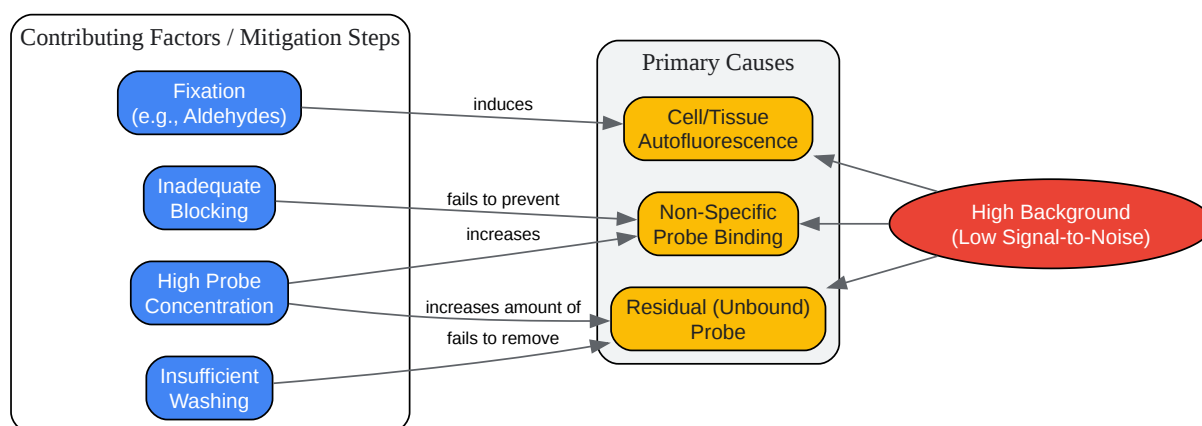 Contributing Factors / Mitigation Steps
Fixation
(e.g., Aldehydes)
Inadequate
Blocking
High Probe
Concentration
Insufficient
Washing
induces
fails to prevent
increases
increases amount of
fails to remove
Primary Causes
Cell/Tissue
Autofluorescence
Non-Specific
Probe Binding
Residual (Unbound)
Probe
High Background
(Low Signal-to-Noise)